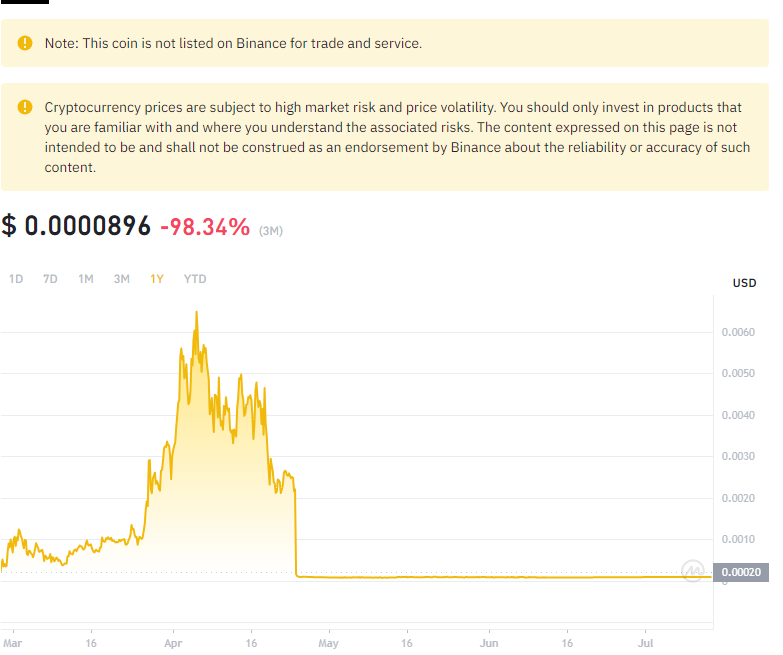 Note: This coin is not listed on Binance for trade and service.
Cryptocurrency prices are subject to high market risk and price volatility. You should only invest in products that
you are familiar with and where you understand the associated risks. The content expressed on this page is not
intended to be and shall not be construed as an endorsement by Binance about the reliability or accuracy of such
content.
$ 0.0000896 -98.34% (3M)
1D 7D 1M 3M 1Y YTD
USD
0.0060
0.0050
0.0040
0.0030
0.0020
0.0010
0.00020
0
Mar 16 Apr 16 May 16 Jun 16 Jul